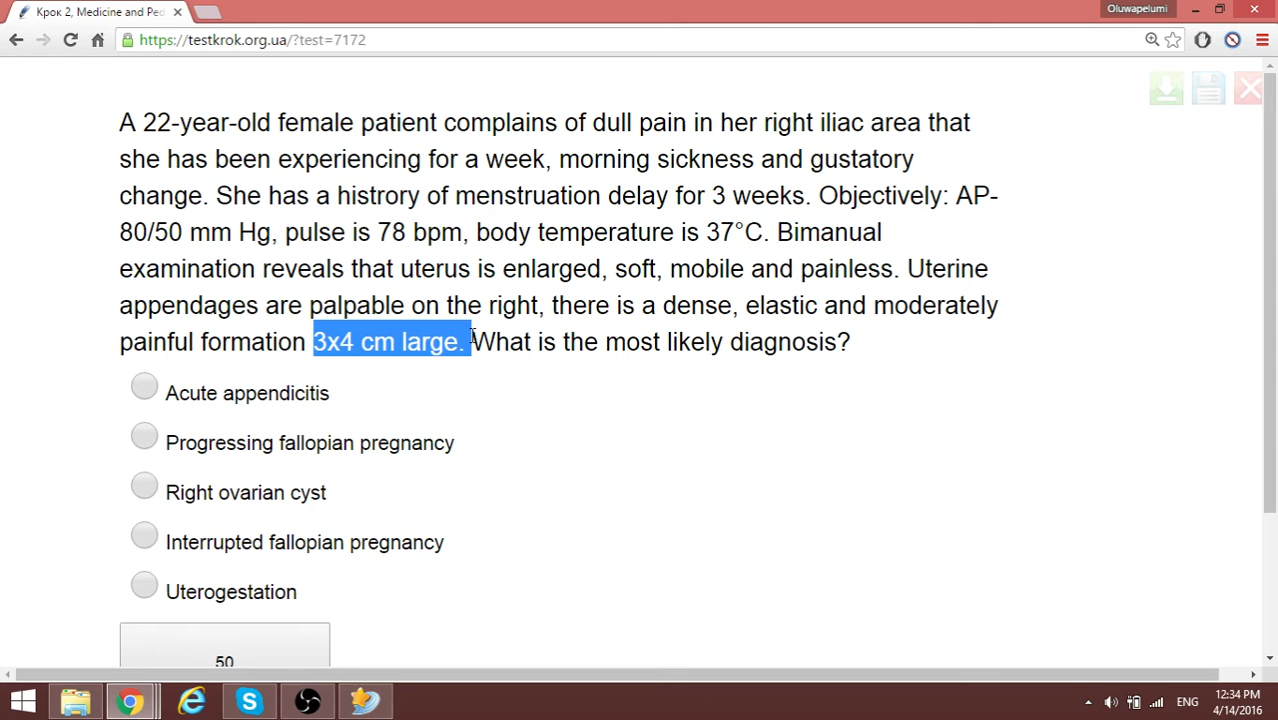 Крок 2, Medicine and Ped
Oluwapelumi
https://testkrok.org.ua/?test=7172
A 22-year-old female patient complains of dull pain in her right iliac area that
she has been experiencing for a week, morning sickness and gustatory
change. She has a histrory of menstruation delay for 3 weeks. Objectively: AP-
80/50 mm Hg, pulse is 78 bpm, body temperature is 37°C. Bimanual
examination reveals that uterus is enlarged, soft, mobile and painless. Uterine
appendages are palpable on the right, there is a dense, elastic and moderately
painful formation 3x4 cm large. What is the most likely diagnosis?
Acute appendicitis
Progressing fallopian pregnancy
Right ovarian cyst
Interrupted fallopian pregnancy
Uterogestation
50
ENG
12:34 PM
4/14/2016